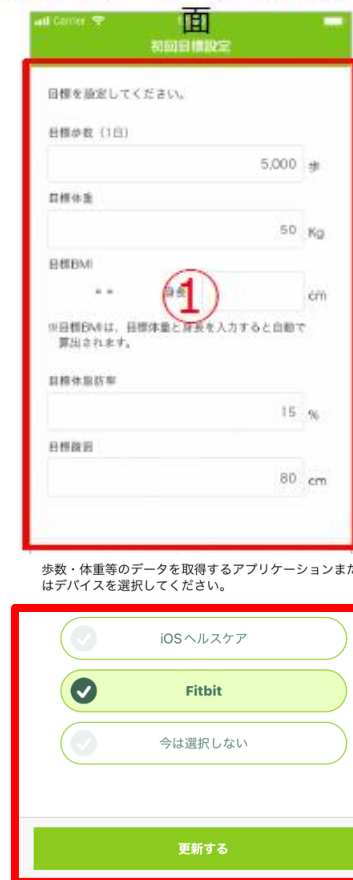 面
Carrier
初回目標設定
目標を設定してください。
目標歩数（1日）
5,000 歩
目標体重
50 Kg
目標BMI
-- 身長 cm
①
※目標BMIは、目標体重と身長を入力すると自動で
算出されます。
目標体脂肪率
15 %
目標腹囲
80 cm
歩数・体重等のデータを取得するアプリケーションまた
はデバイスを選択してください。
iOSヘルスケア
Fitbit
今は選択しない
更新する